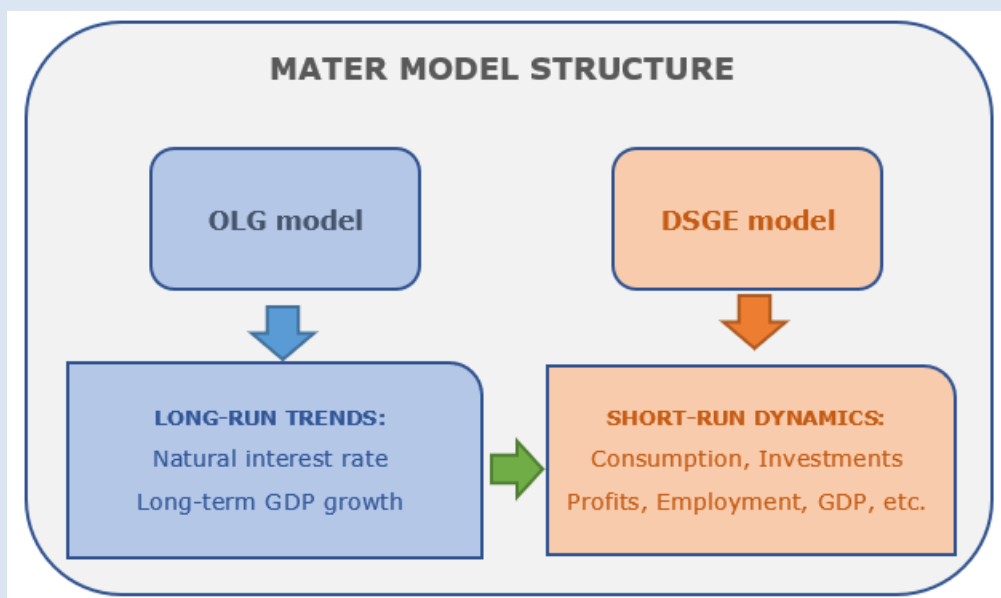 MATER MODEL STRUCTURE
OLG model
DSGE model
LONG-RUN TRENDS:
Natural interest rate
Long-term GDP growth
SHORT-RUN DYNAMICS:
Consumption, Investments
Profits, Employment, GDP, etc.